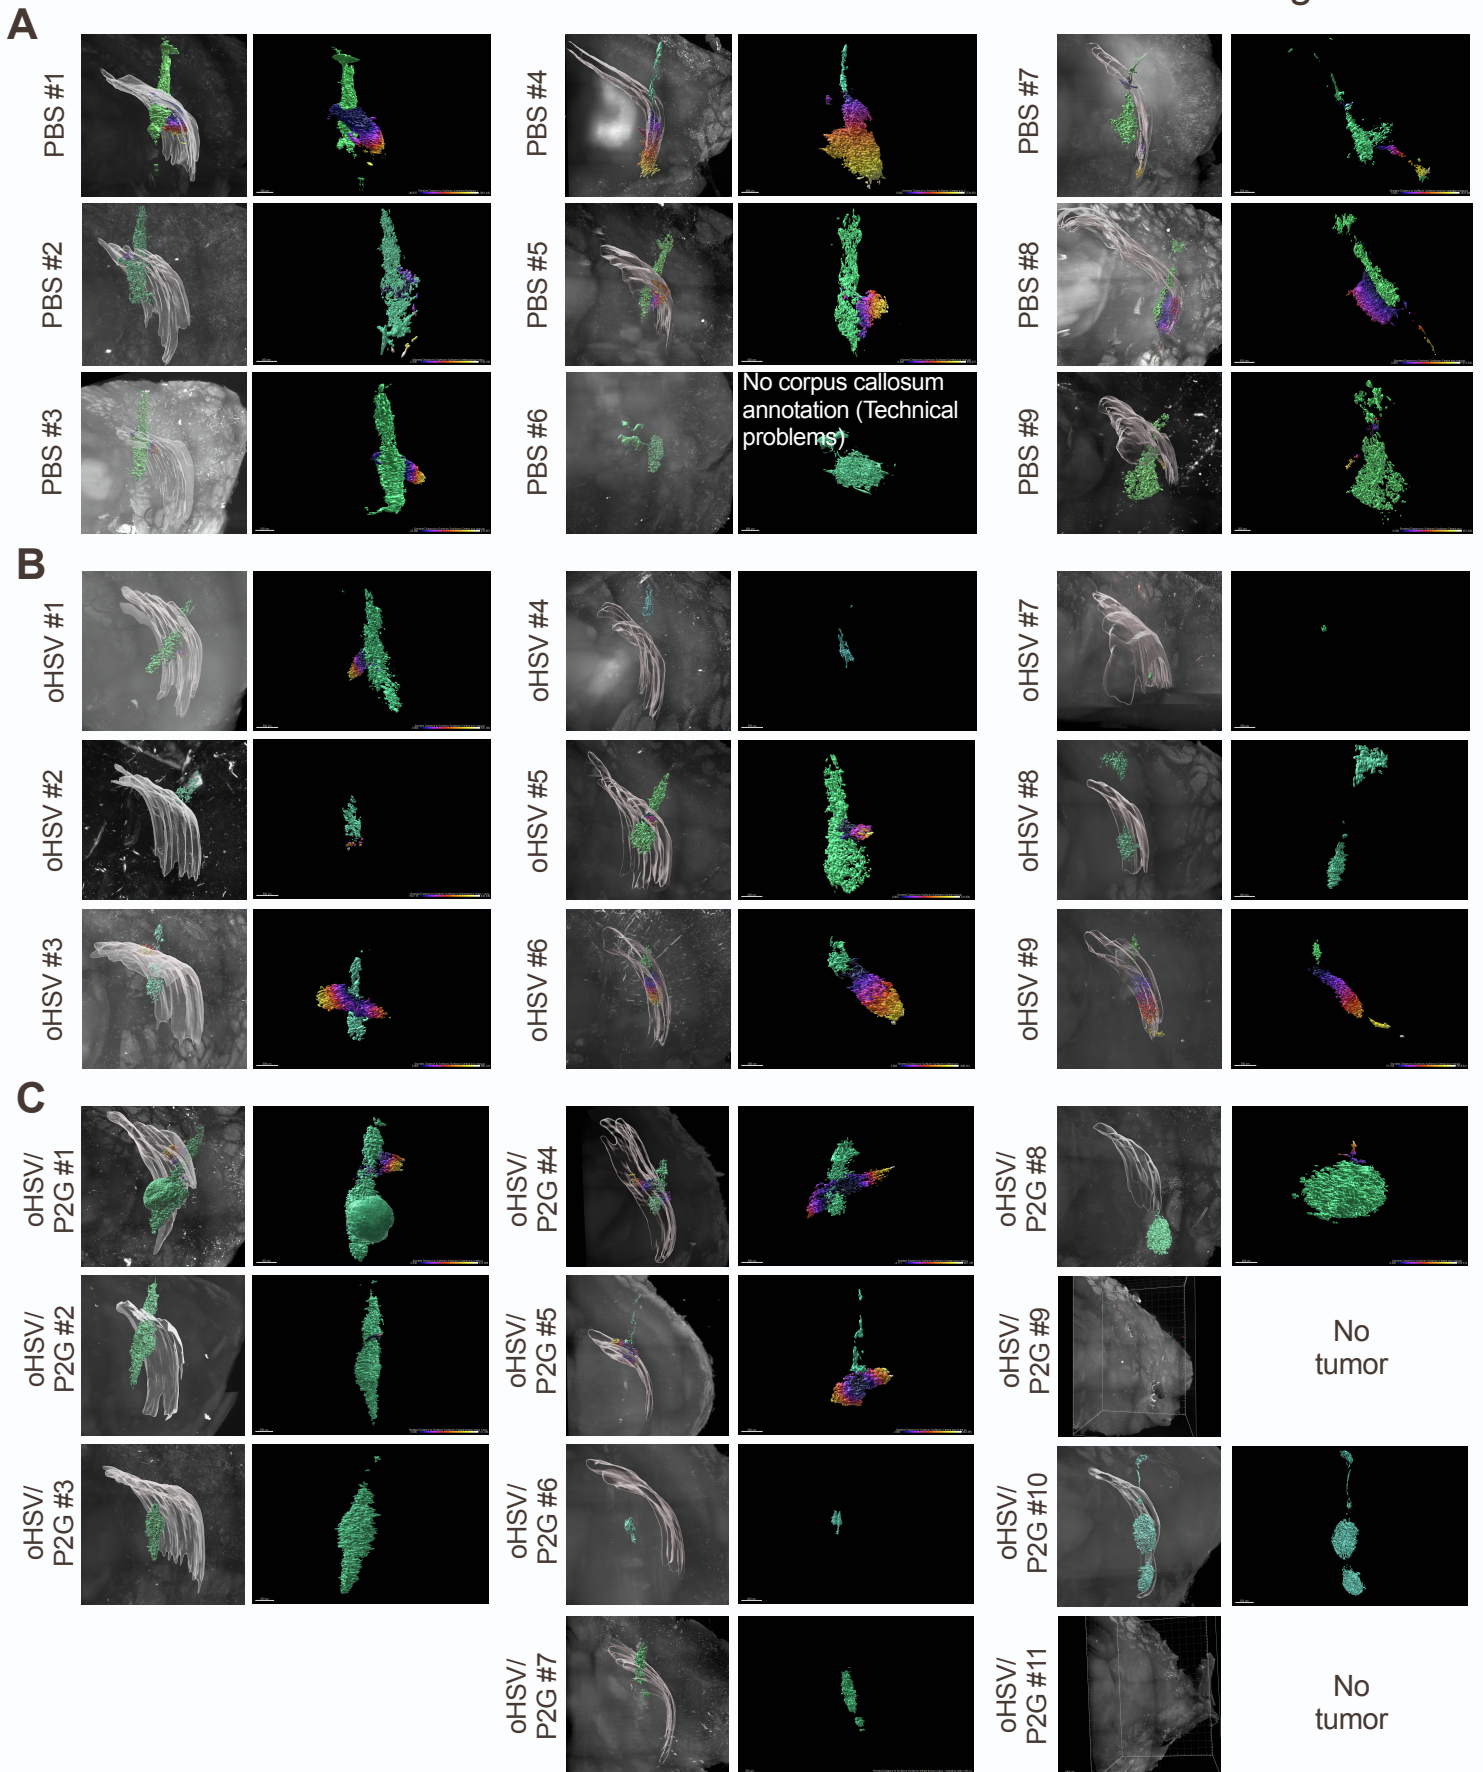 g
A
PBS #1
PBS #4
PBS #7
PBS #2
PBS #5
PBS #8
PBS #3
PBS #6
No corpus callosum
annotation (Technical
problems)
PBS #9
B
oHSV #1
oHSV #4
oHSV #7
oHSV #2
oHSV #5
oHSV #8
oHSV #3
oHSV #6
oHSV #9
C
oHSV/
P2G #1
oHSV/
P2G #4
oHSV/
P2G #8
oHSV/
P2G #2
oHSV/
P2G #5
oHSV/
P2G #9
No
tumor
oHSV/
P2G #3
oHSV/
P2G #6
oHSV/
P2G #10
oHSV/
P2G #7
oHSV/
P2G #11
No
tumor